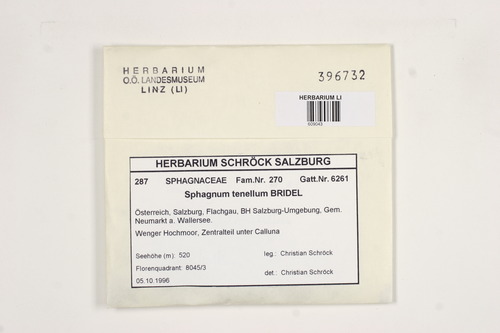 HERBARIUM
O.Ö. LANDESMUSEUM
LINZ (LI)
396732
HERBARIUM LI
HERBARIUM SCHRÖCK SALZBURG
287 SPHAGNACEAE Fam.Nr. 270 Gatt.Nr. 6261
Sphagnum tenellum BRIDEL
Österreich, Salzburg, Flachgau, BH Salzburg-Umgebung, Gem.
Neumarkt a. Wallersee.
Wenger Hochmoor, Zentralteil unter Calluna
Seehöhe (m): 520 leg.: Christian Schröck
Florenquadrant: 8045/3
det.: Christian Schröck
05.10.1996